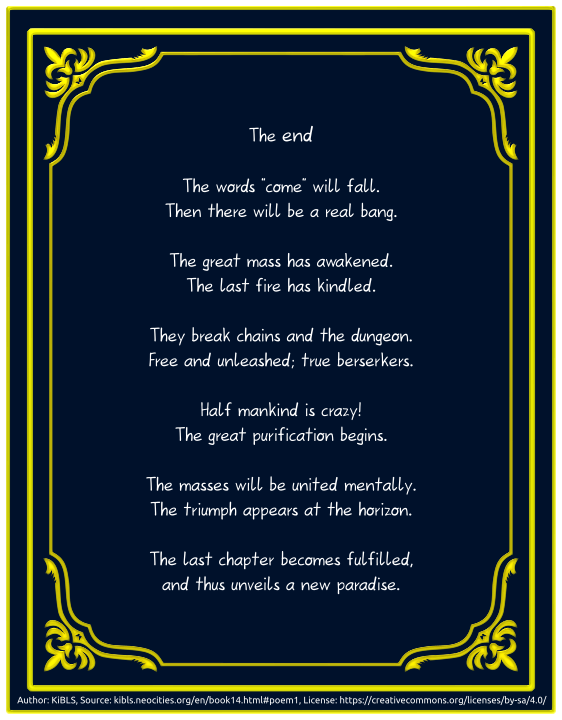 The end
The words "come" will fall.
Then there will be a real bang.
The great mass has awakened.
The last fire has kindled.
They break chains and the dungeon.
Free and unleashed; true berserkers.
Half mankind is crazy!
The great purification begins.
The masses will be united mentally.
The triumph appears at the horizon.
The last chapter becomes fulfilled,
and thus unveils a new paradise.
Author: KiBLS, Source: kibls.neocities.org/en/book14.html#poem1, License: https://creativecommons.org/licenses/by-sa/4.0/